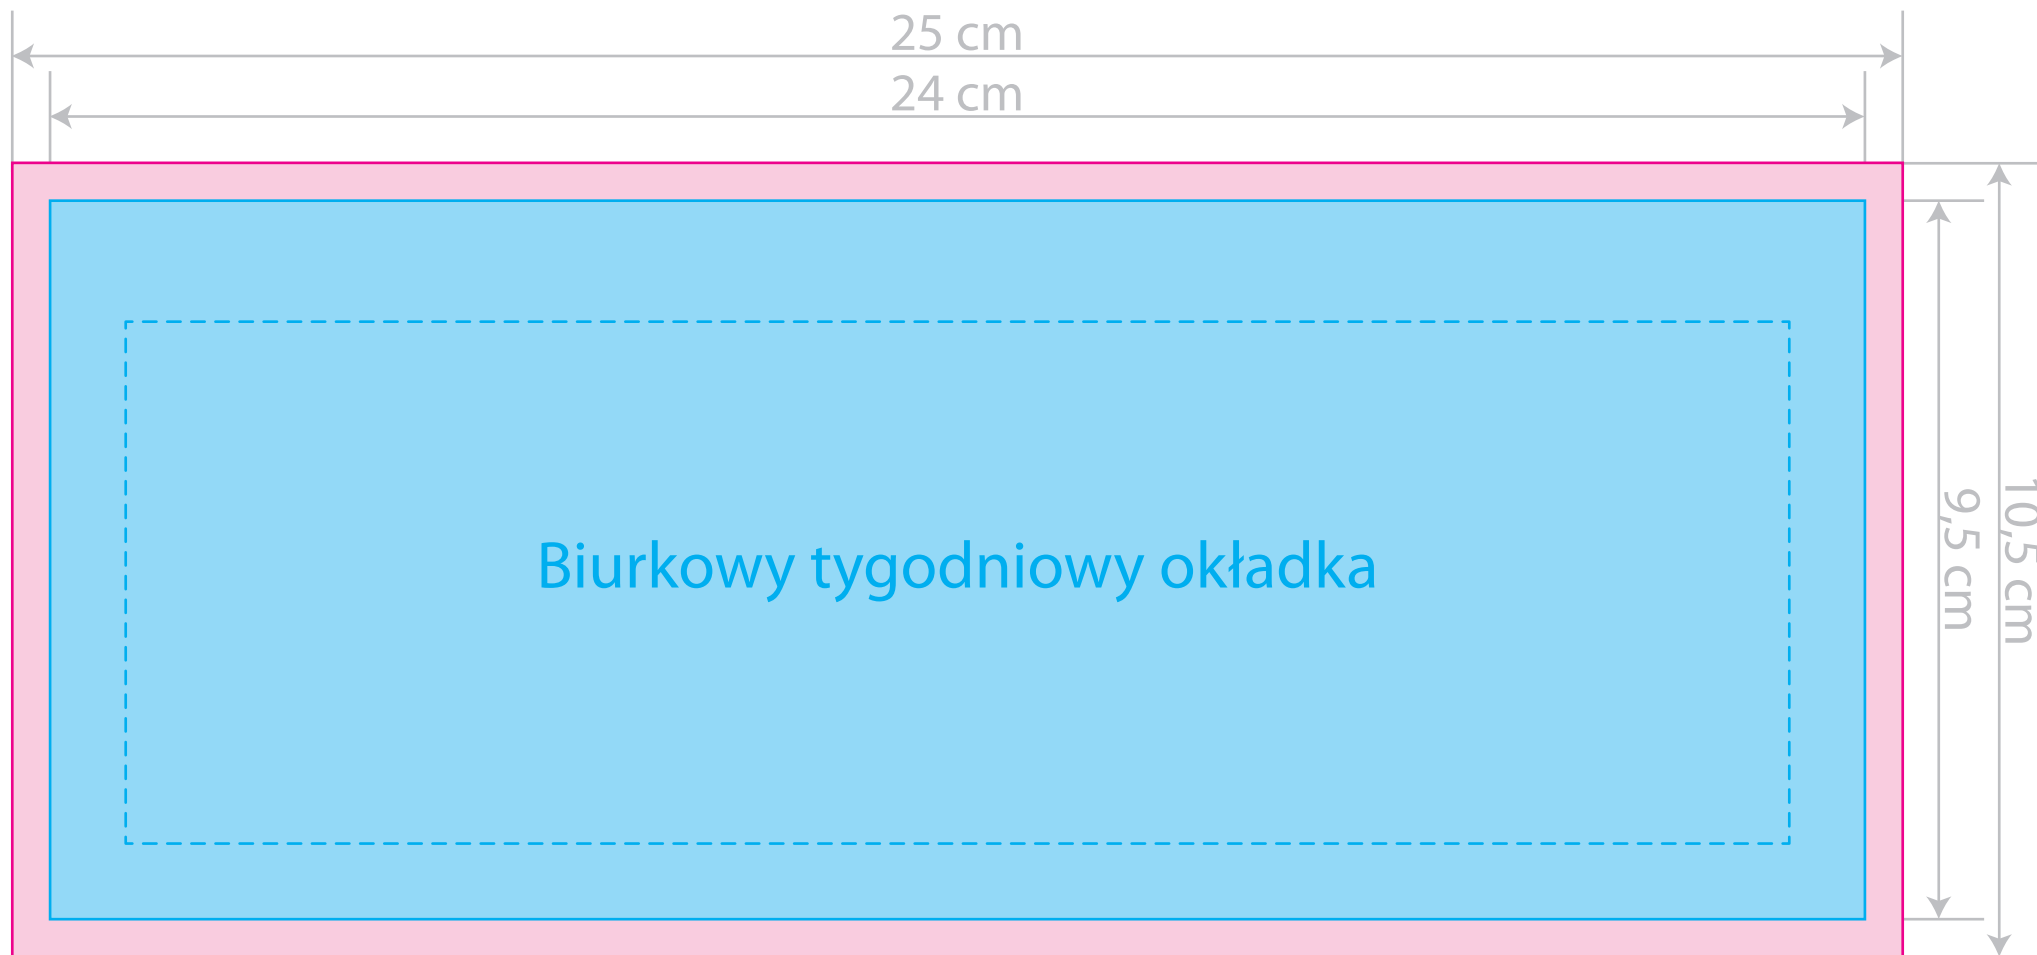 25 cm
24 cm
Biurkowy tygodniowy okładka
9,5 cm
10,5 cm